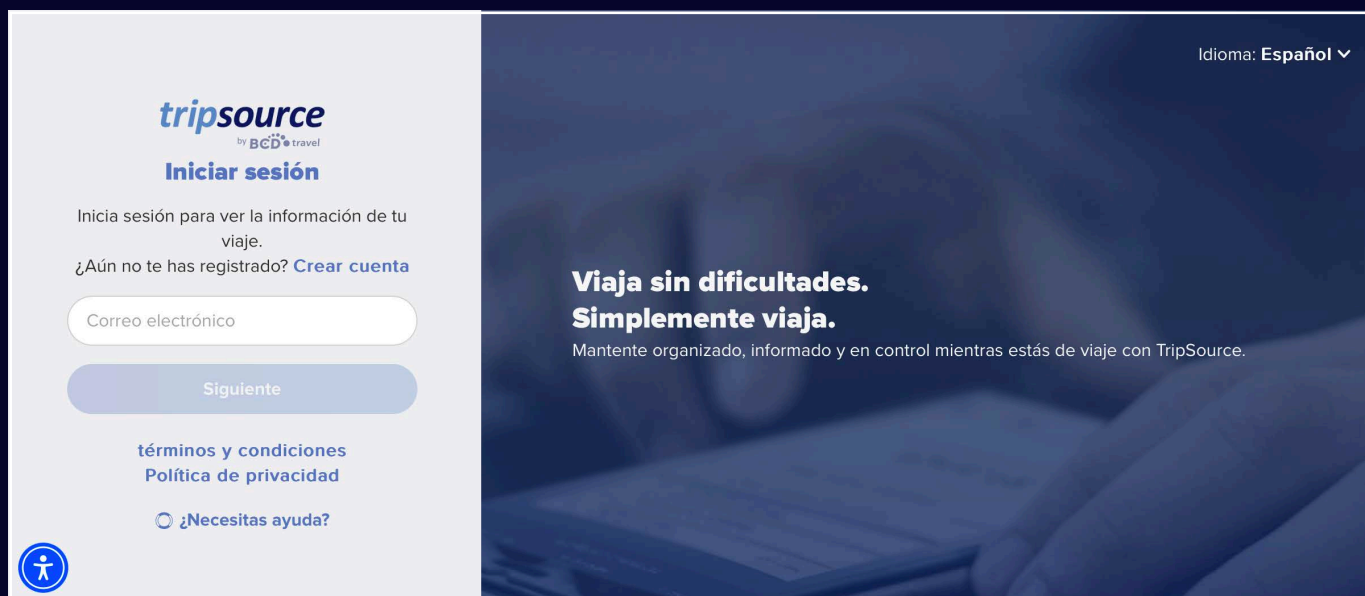 tripsource
by BCD travel
Iniciar sesión
Inicia sesión para ver la información de tu
viaje.
¿Aún no te has registrado? Crear cuenta
Correo electrónico
Siguiente
términos y condiciones
Política de privacidad
¿Necesitas ayuda?
Idioma: Español
Viaja sin dificultades.
Simplemente viaja.
Mantente organizado, informado y en control mientras estás de viaje con TripSource.